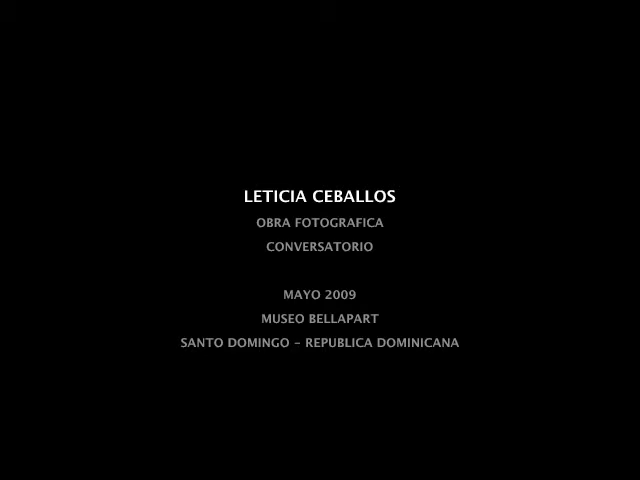 LETICIA CEBALLOS
OBRA FOTOGRAFICA
CONVERSATORIO
MAYO 2009
MUSEO BELLAPART
SANTO DOMINGO - REPUBLICA DOMINICANA